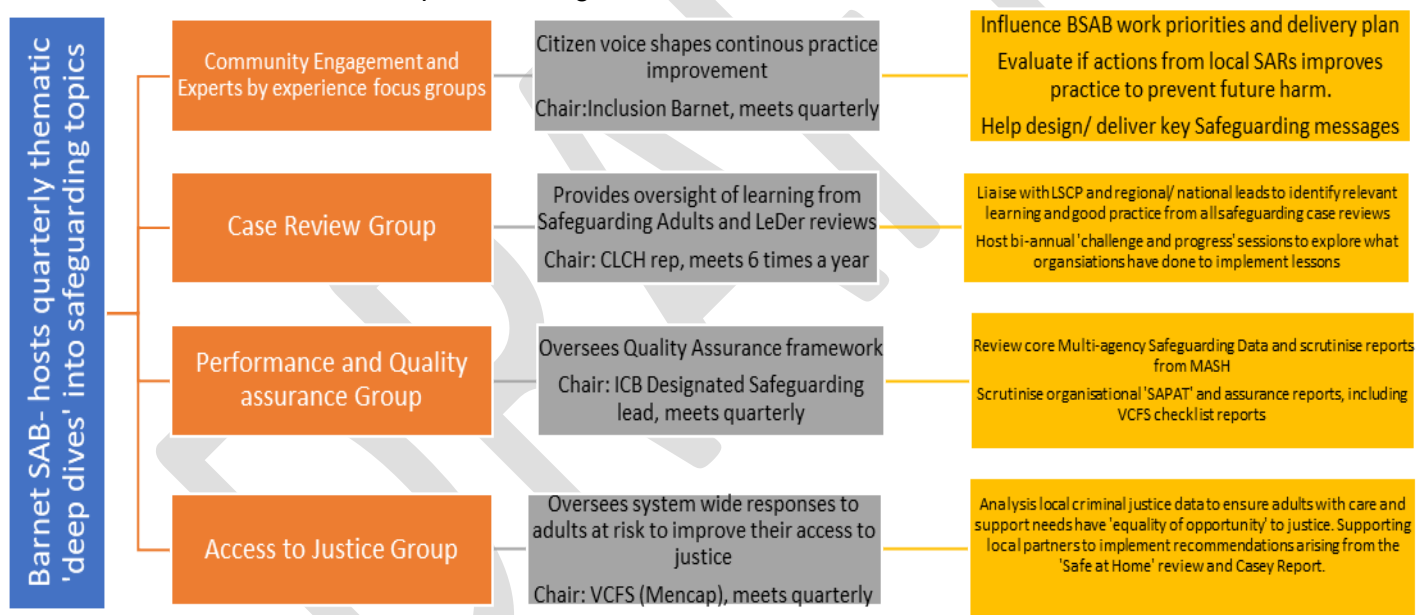 Barnet SAB- hosts quarterly thematic
'deep dives' into safeguarding topics
Community Engagement and
Experts by experience focus groups
Citizen voice shapes continous practice
improvement
Chair:Inclusion Barnet, meets quarterly
Influence BSAB work priorities and delivery plan
Evaluate if actions from local SARs improves
practice to prevent future harm.
Help design/ deliver key Safeguarding messages
Case Review Group
Provides oversight of learning from
Safeguarding Adults and LeDer reviews
Chair: CLCH rep, meets 6 times a year
Liaise with LSCP and regional/ national leads to identify relevant
learning and good practice from all safeguarding case reviews
Host bi-annual 'challenge and progress' sessions to explore what
organsiations have done to implement lessons
Performance and Quality
assurance Group
Oversees Quality Assurance framework
Chair: ICB Designated Safeguarding
lead, meets quarterly
Review core Multi-agency Safeguarding Data and scrutinise reports
from MASH
Scrutinise organisational 'SAPAT' and assurance reports, including
VCFS checklist reports
Access to Justice Group
Oversees system wide responses to
adults at risk to improve their access to
justice
Chair: VCFS (Mencap), meets quarterly
Analysis local criminal justice data to ensure adults with care and
support needs have 'equality of opportunity' to justice. Supporting
local partners to implement recommendations arising from the
'Safe at Home' review and Casey Report.